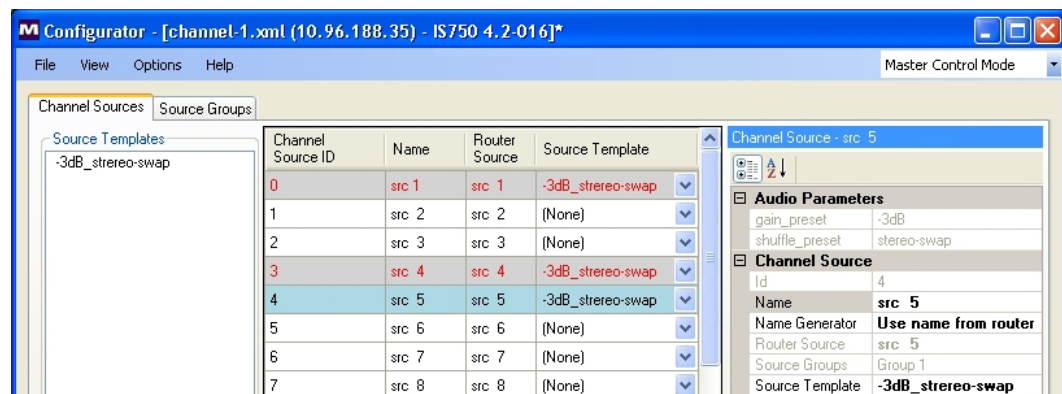 M Configurator - [channel-1.xml (10.96.188.35) - IS750 4.2-016]*
File View Options Help Master Control Mode
Channel Sources Source Groups
Source Templates
-3dB_strereo-swap
Channel Source ID Name Router Source Source Template
0 src 1 src 1 -3dB_strereo-swap
1 src 2 src 2 (None)
2 src 3 src 3 (None)
3 src 4 src 4 -3dB_strereo-swap
4 src 5 src 5 -3dB_strereo-swap
5 src 6 src 6 (None)
6 src 7 src 7 (None)
7 src 8 src 8 (None)
Channel Source - src 5
A Z
Audio Parameters
gain_preset -3dB
shuffle_preset stereo-swap
Channel Source
Id 4
Name src 5
Name Generator Use name from router
Router Source src 5
Source Groups Group 1
Source Template -3dB_strereo-swap